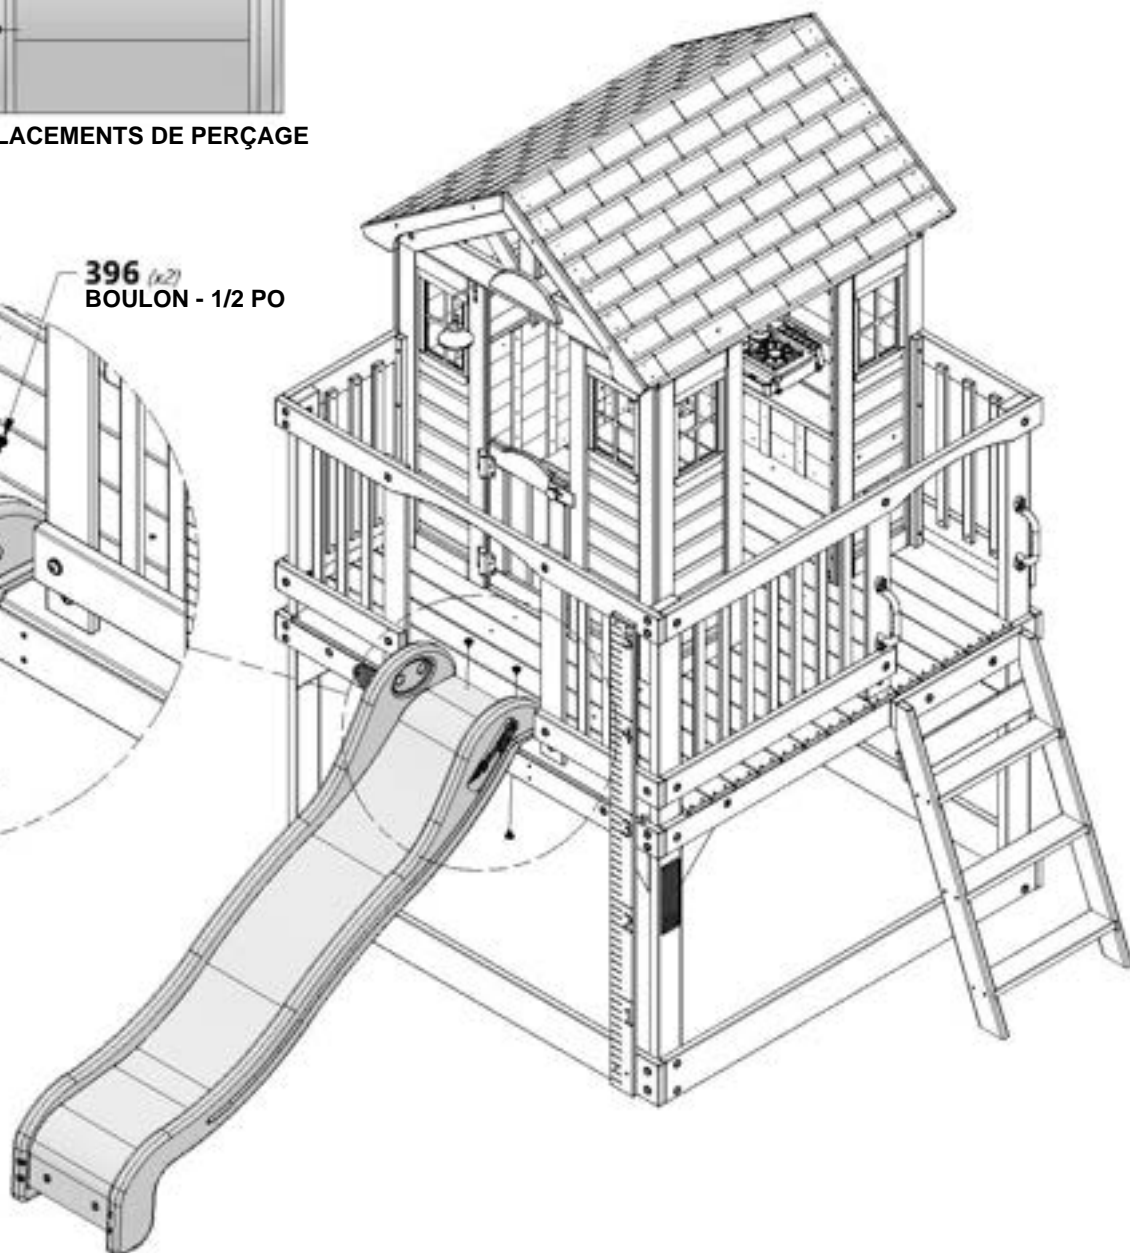 LACEMENTS DE PERÇAGE
396 (x2)
BOULON - 1/2 PO